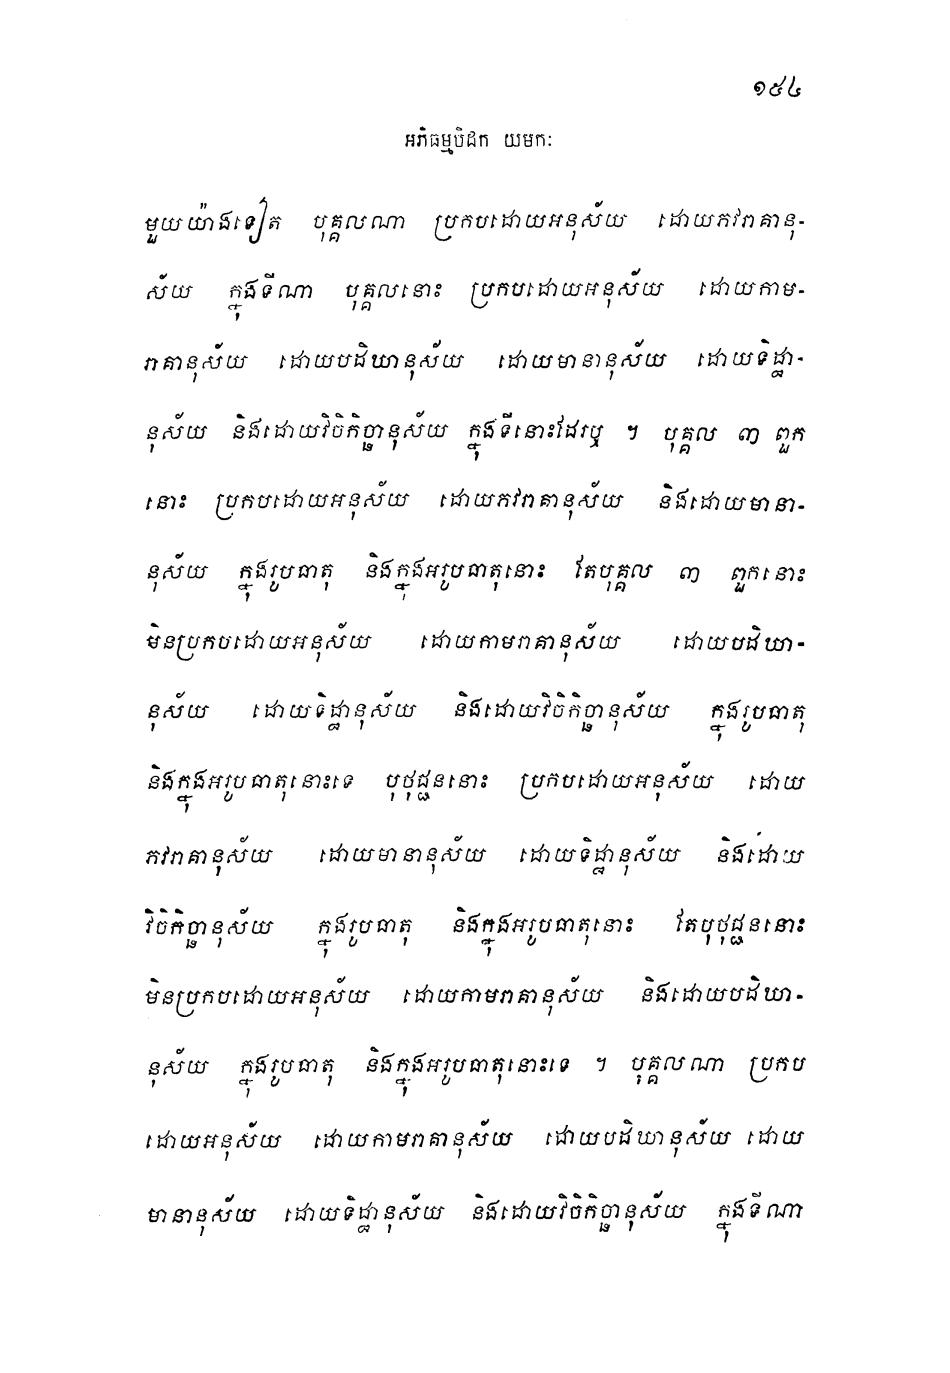 ១៥៤
អភិធម្មបិដក យមកៈ
មួយយ៉ាងទៀត បុគ្គលណា ប្រកបដោយអនុស័យ ដោយភវរាគានុ-
ស័យ ក្នុងទីណា បុគ្គលនោះ ប្រកបដោយអនុស័យ ដោយកាម-
រាគានុស័យ ដោយបដិឃានុស័យ ដោយមានានុស័យ ដោយទិដ្ឋា-
នុស័យ និងដោយវិចិកិច្ឆានុស័យ ក្នុងទីនោះដែរឬ ។ បុគ្គល ៣ ពួក
នោះ ប្រកបដោយអនុស័យ ដោយភវរាគានុស័យ និងដោយមានា-
នុស័យ ក្នុងរូបធាតុ និងក្នុងអរូបធាតុនោះ តែបុគ្គល ៣ ពួកនោះ
មិនប្រកបដោយអនុស័យ ដោយកាមរាគានុស័យ ដោយបដិឃា-
នុស័យ ដោយទិដ្ឋានុស័យ និងដោយវិចិកិច្ឆានុស័យ ក្នុងរូបធាតុ
និងក្នុងអរូបធាតុនោះទេ បុថុជ្ជននោះ ប្រកបដោយអនុស័យ ដោយ
ភវរាគានុស័យ ដោយមានានុស័យ ដោយទិដ្ឋានុស័យ និងដោយ
វិចិកិច្ឆានុស័យ ក្នុងរូបធាតុ និងក្នុងអរូបធាតុនោះ តែបុថុជ្ជននោះ
មិនប្រកបដោយអនុស័យ ដោយកាមរាគានុស័យ និងដោយបដិឃា-
នុស័យ ក្នុងរូបធាតុ និងក្នុងអរូបធាតុនោះទេ ។ បុគ្គលណា ប្រកប
ដោយអនុស័យ ដោយកាមរាគានុស័យ ដោយបដិឃានុស័យ ដោយ
មានានុស័យ ដោយទិដ្ឋានុស័យ និងដោយវិចិកិច្ឆានុស័យ ក្នុងទីណា